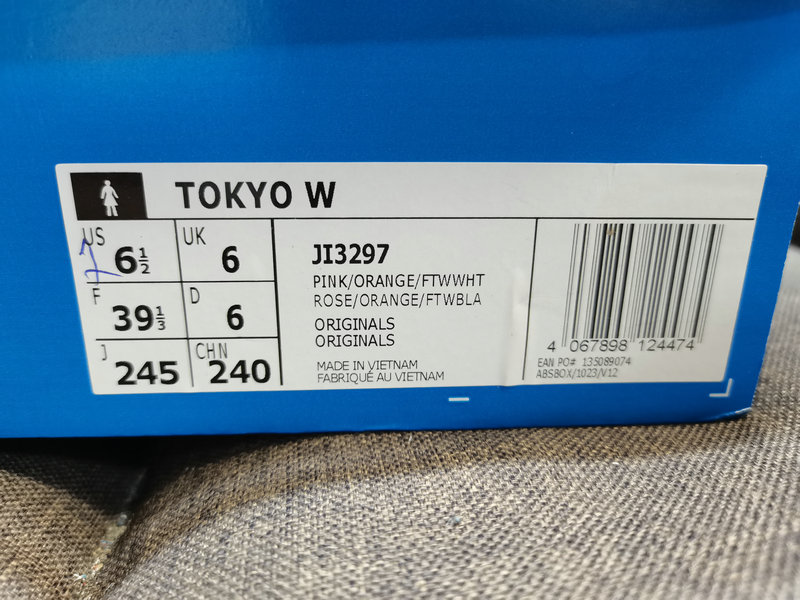 TOKYO W
US 6½ UK 6
7
F 39⅓ D 6
J 245 CHN 240
JI3297
PINK/ORANGE/FTWWHT
ROSE/ORANGE/FTWBLA
ORIGINALS
ORIGINALS
MADE IN VIETNAM
FABRIQUÉ AU VIETNAM
4 067898 124474
EAN PO# 135089074
ABSBOX/1023/V12